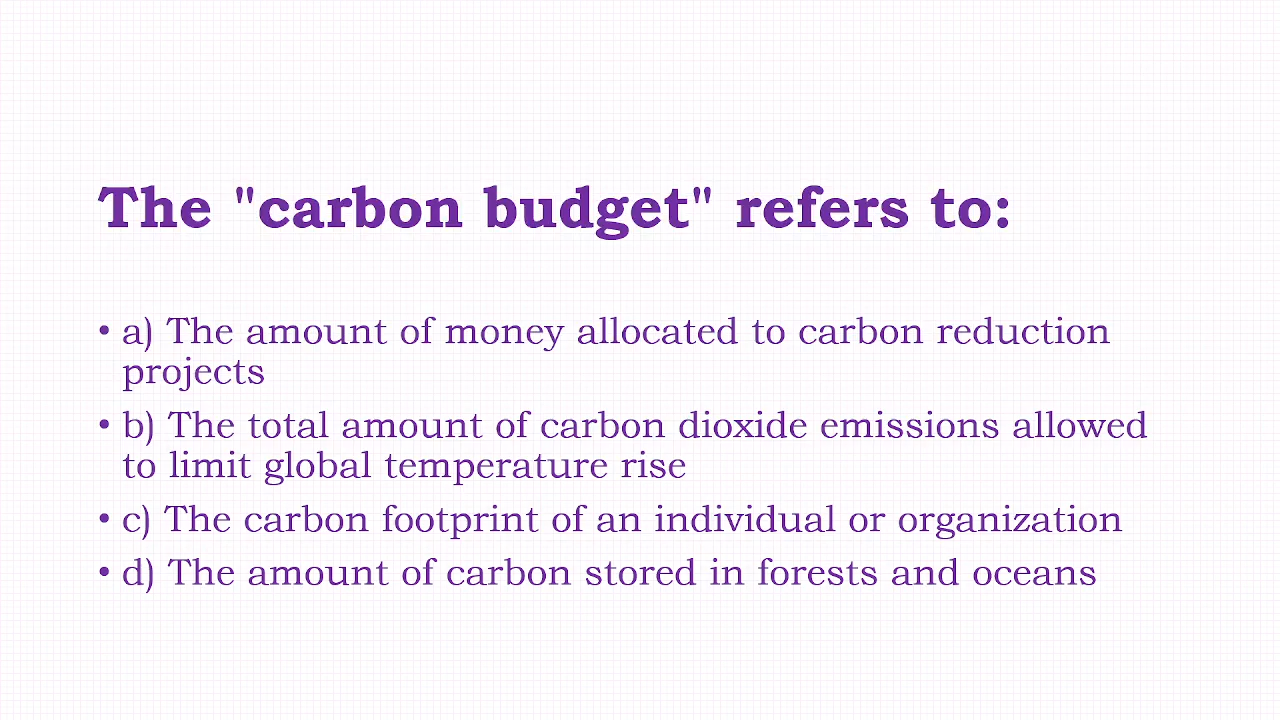 The "carbon budget" refers to:
• a) The amount of money allocated to carbon reduction
projects
• b) The total amount of carbon dioxide emissions allowed
to limit global temperature rise
• c) The carbon footprint of an individual or organization
• d) The amount of carbon stored in forests and oceans